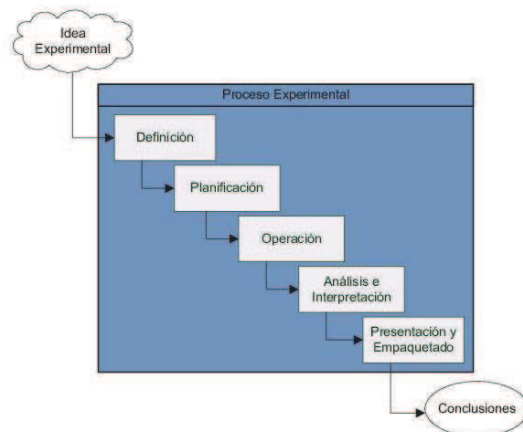 Idea
Experimental
Proceso Experimental
Definición
Planificación
Operación
Análisis e
Interpretación
Presentación y
Empaquetado
Conclusiones